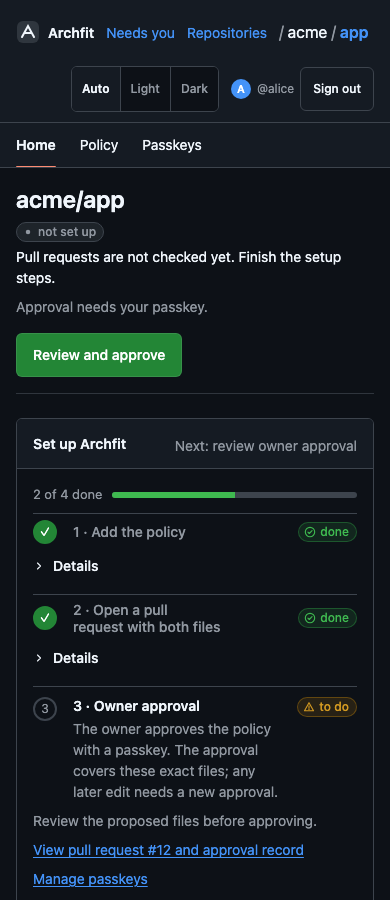 Archfit Needs you Repositories / acme / app
Auto Light Dark A @alice Sign out
Home Policy Passkeys
acme/app
not set up
Pull requests are not checked yet. Finish the setup
steps.
Approval needs your passkey.
Review and approve
Set up Archfit Next: review owner approval
2 of 4 done
1 · Add the policy done
Details
2 · Open a pull
request with both files done
Details
3 3 · Owner approval to do
The owner approves the policy
with a passkey. The approval
covers these exact files; any
later edit needs a new approval.
Review the proposed files before approving.
View pull request #12 and approval record
Manage passkeys